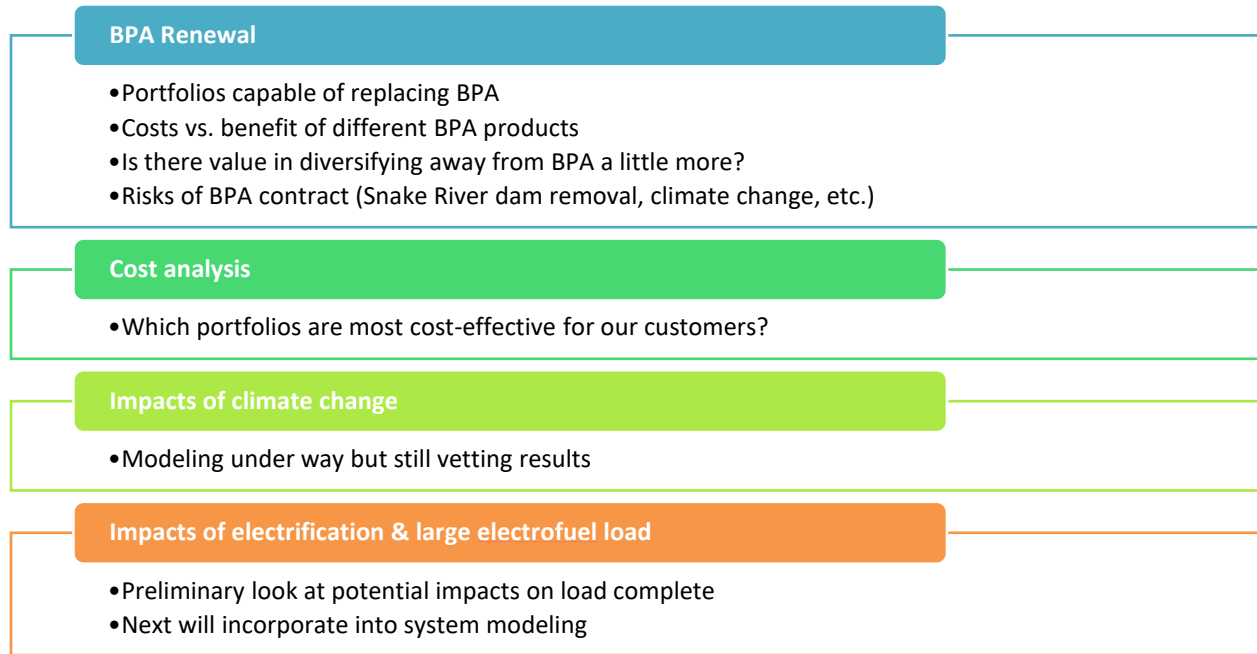 BPA Renewal
•Portfolios capable of replacing BPA
•Costs vs. benefit of different BPA products
•Is there value in diversifying away from BPA a little more?
•Risks of BPA contract (Snake River dam removal, climate change, etc.)
Cost analysis
•Which portfolios are most cost-effective for our customers?
Impacts of climate change
•Modeling under way but still vetting results
Impacts of electrification & large electrofuel load
•Preliminary look at potential impacts on load complete
•Next will incorporate into system modeling